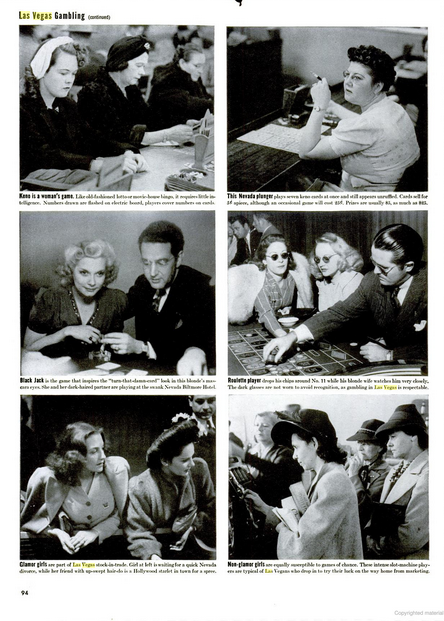 Las Vegas Gambling (continued)
Keno is a woman's game. Like old-fashioned lotto or movie-house bingo, it requires little in-
telligence. Numbers drawn are flashed on electric board, players cover numbers on cards.
This Nevada plunger plays seven keno cards at once and still appears unruffled. Cards sell for
apiece, although an occasional game will cost Prizes are usually as much as
Black Jack is the game that inspires the "turn-that-damn-card" look in this blonde's
eyes. She and her dark-haired partner are playing at the swank Nevada Biltmore Hotel.
Roulette player drops his chips around No. 11 while his blonde wife watches him very closely.
The dark glasses are not worn to avoid recognition, as gambling in Las Vegas is respectable.
Glamor girls are part of Las Vegas stock-in-trade. Girl at left is waiting for a quick Nevada
divorce, while her friend with up-swept hair-do is a Hollywood starlet in town for a spree.
Non-glamor girls are equally susceptible to games of chance. These intense slot-machine play-
ers are typical of Las Vegans who drop in to try their luck on the way home from marketing.
94
Copyrighted material